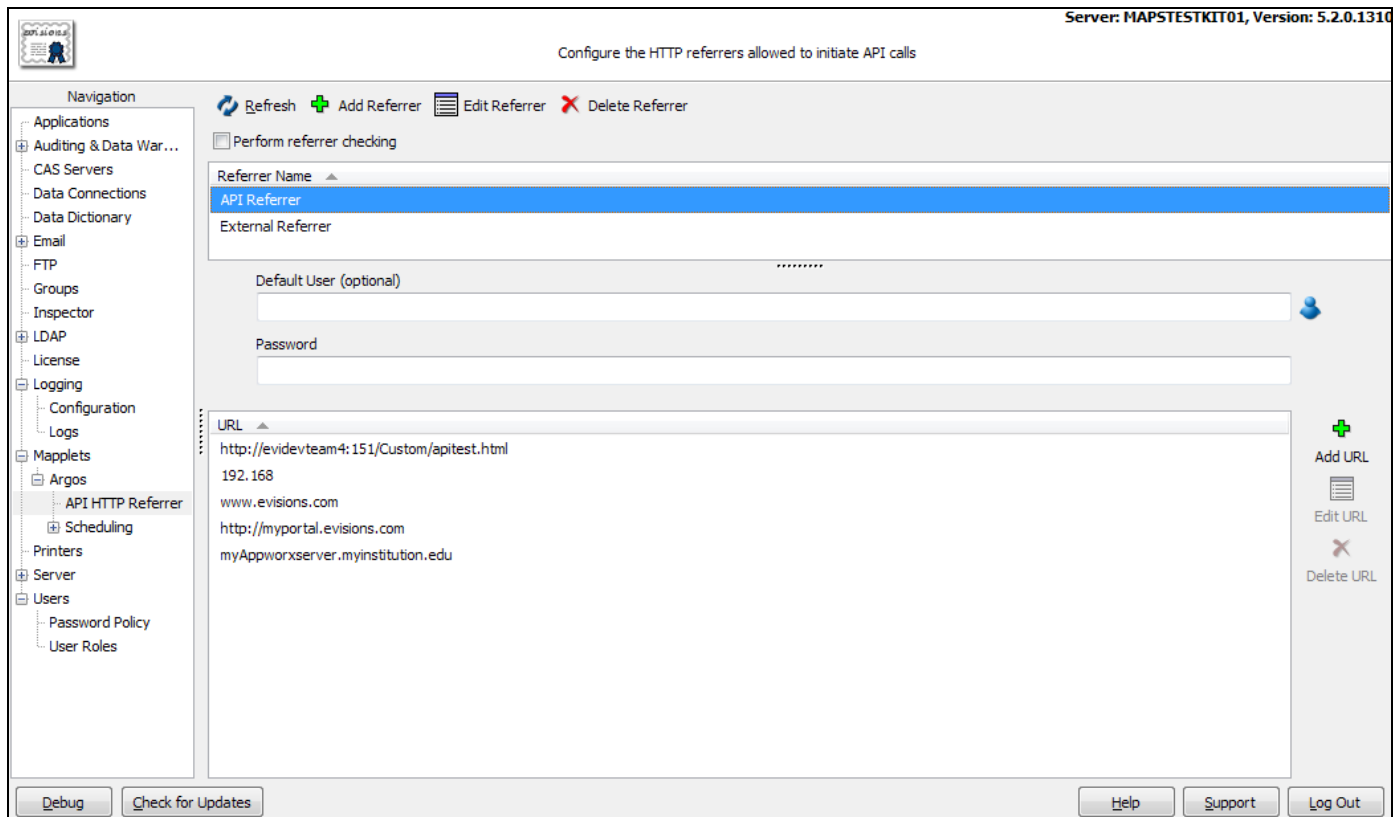 Server: MAPSTESTKIT01, Version: 5.2.0.1310
evisions
Configure the HTTP referrers allowed to initiate API calls
Navigation
Applications
Auditing & Data War...
CAS Servers
Data Connections
Data Dictionary
Email
FTP
Groups
Inspector
LDAP
License
Logging
Configuration
Logs
Mapplets
Argos
API HTTP Referrer
Scheduling
Printers
Server
Users
Password Policy
User Roles
Refresh Add Referrer Edit Referrer Delete Referrer
Perform referrer checking
Referrer Name
API Referrer
External Referrer
Default User (optional)
Password
URL
http://evidevteam4:151/Custom/apitest.html
192.168
www.evisions.com
http://myportal.evisions.com
myAppworxserver.myinstitution.edu
Add URL
Edit URL
Delete URL
Debug Check for Updates Help Support Log Out